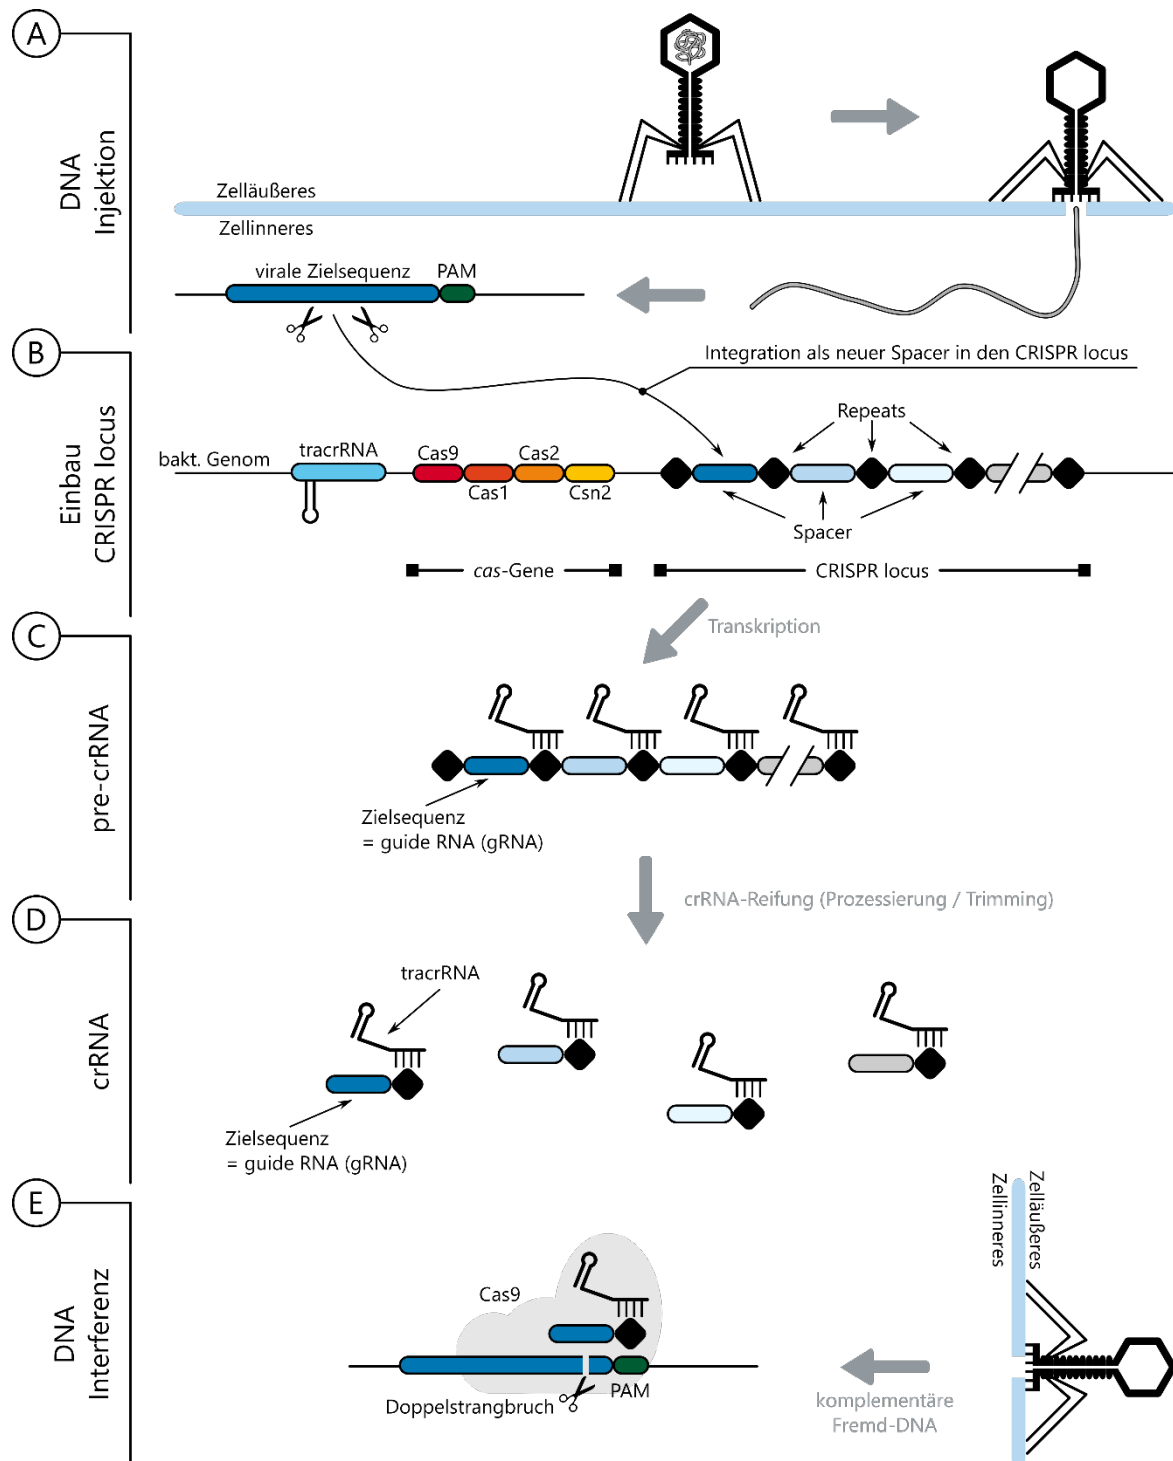 A
DNA
Injektion
Zelläußeres
Zellinneres
virale Zielsequenz
PAM
B
Einbau
CRISPR locus
Integration als neuer Spacer in den CRISPR locus
Repeats
bakt. Genom
tracrRNA
Cas9
Cas2
Cas1
Csn2
Spacer
cas-Gene
CRISPR locus
Transkription
C
pre-crRNA
Zielsequenz
= guide RNA (gRNA)
crRNA-Reifung (Prozessierung / Trimming)
D
crRNA
tracrRNA
Zielsequenz
= guide RNA (gRNA)
E
DNA
Interferenz
Zelläußeres
Zellinneres
Cas9
PAM
Doppelstrangbruch
komplementäre
Fremd-DNA